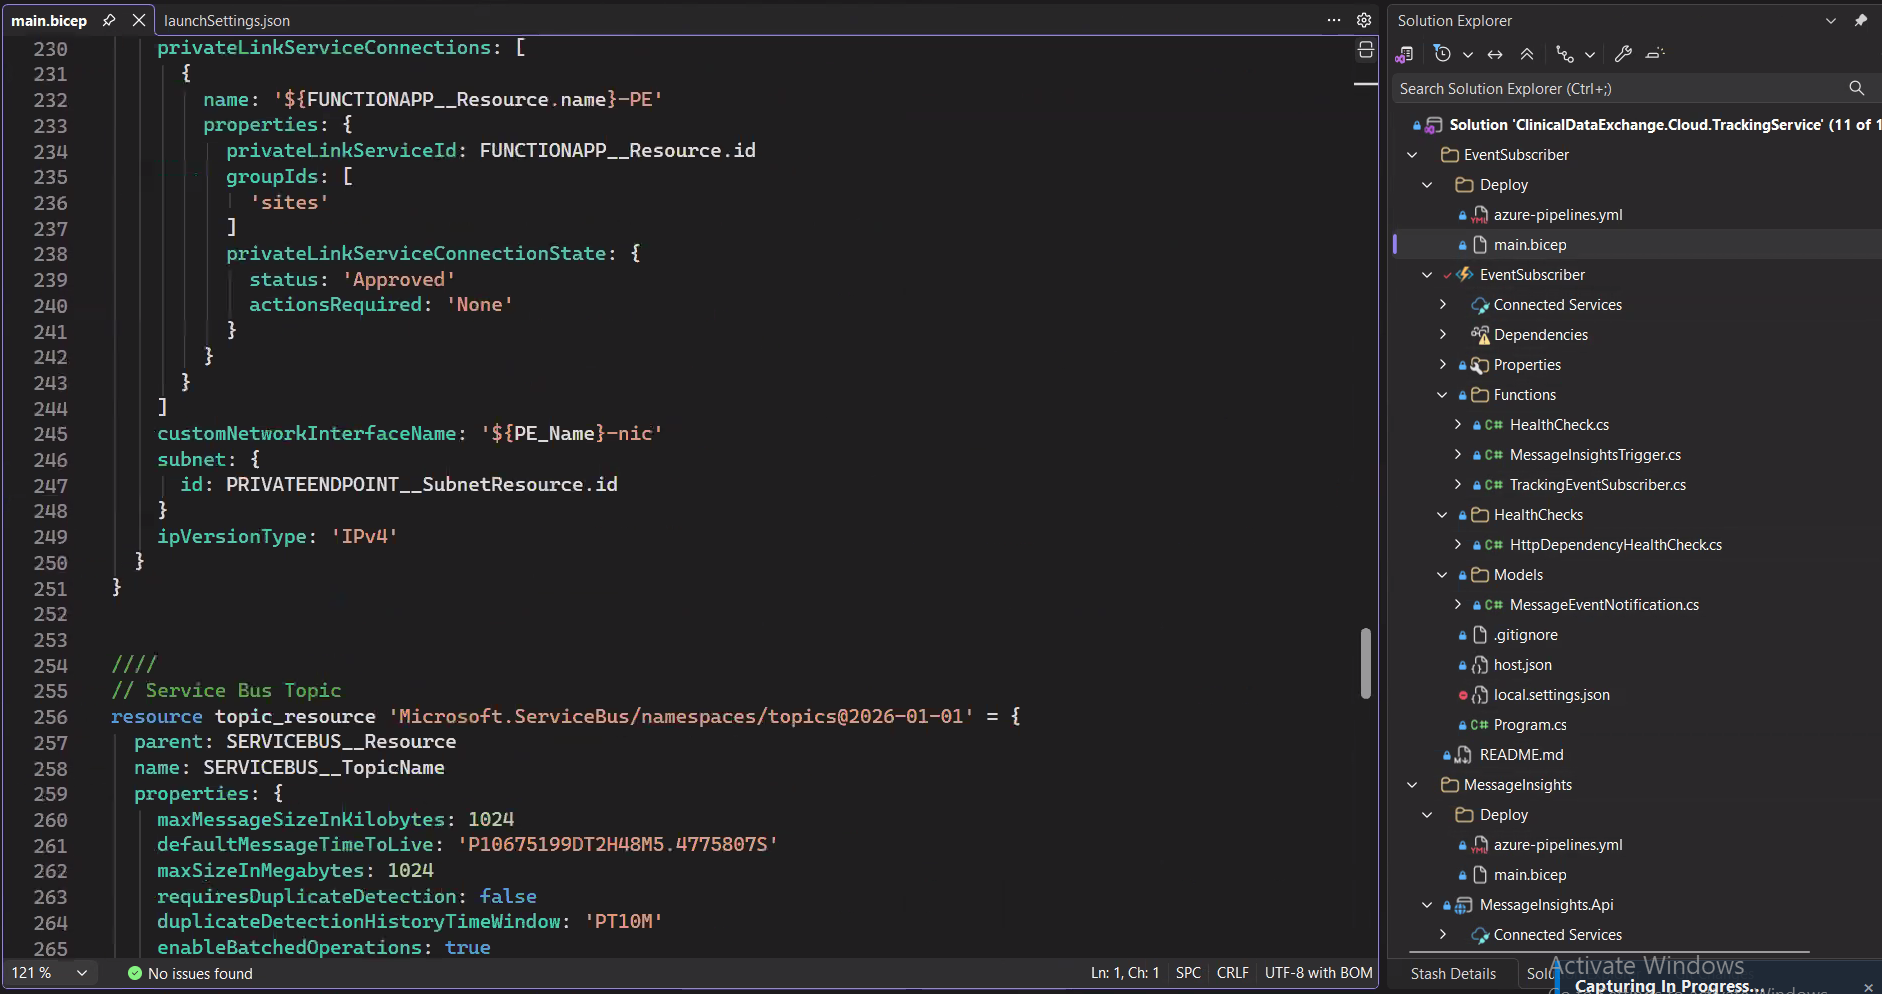 main.bicep
launchSettings.json
230 privateLinkServiceConnections: [
231 {
232 name: '${FUNCTIONAPP__Resource.name}-PE'
233 properties: {
234 privateLinkServiceId: FUNCTIONAPP__Resource.id
235 groupIds: [
236 'sites'
237 ]
238 privateLinkServiceConnectionState: {
239 status: 'Approved'
240 actionsRequired: 'None'
241 }
242 }
243 }
244 ]
245 customNetworkInterfaceName: '${PE_Name}-nic'
246 subnet: {
247 id: PRIVATEENDPOINT__SubnetResource.id
248 }
249 ipVersionType: 'IPv4'
250 }
251 }
252
253
254 ////
255 // Service Bus Topic
256 resource topic_resource 'Microsoft.ServiceBus/namespaces/topics@2026-01-01' = {
257 parent: SERVICEBUS__Resource
258 name: SERVICEBUS__TopicName
259 properties: {
260 maxMessageSizeInKilobytes: 1024
261 defaultMessageTimeToLive: 'P10675199DT2H48M5.4775807S'
262 maxSizeInMegabytes: 1024
263 requiresDuplicateDetection: false
264 duplicateDetectionHistoryTimeWindow: 'PT10M'
265 enableBatchedOperations: true
121 %
No issues found
Ln: 1, Ch: 1 SPC CRLF UTF-8 with BOM
Solution Explorer
Search Solution Explorer (Ctrl+;)
Solution 'ClinicalDataExchange.Cloud.TrackingService' (11 of 1
EventSubscriber
Deploy
azure-pipelines.yml
main.bicep
EventSubscriber
Connected Services
Dependencies
Properties
Functions
C# HealthCheck.cs
C# MessageInsightsTrigger.cs
C# TrackingEventSubscriber.cs
HealthChecks
C# HttpDependencyHealthCheck.cs
Models
C# MessageEventNotification.cs
.gitignore
host.json
local.settings.json
C# Program.cs
README.md
MessageInsights
Deploy
azure-pipelines.yml
main.bicep
MessageInsights.Api
Connected Services
Stash Details
Solu
Activate Windows
Capturing In Progress...